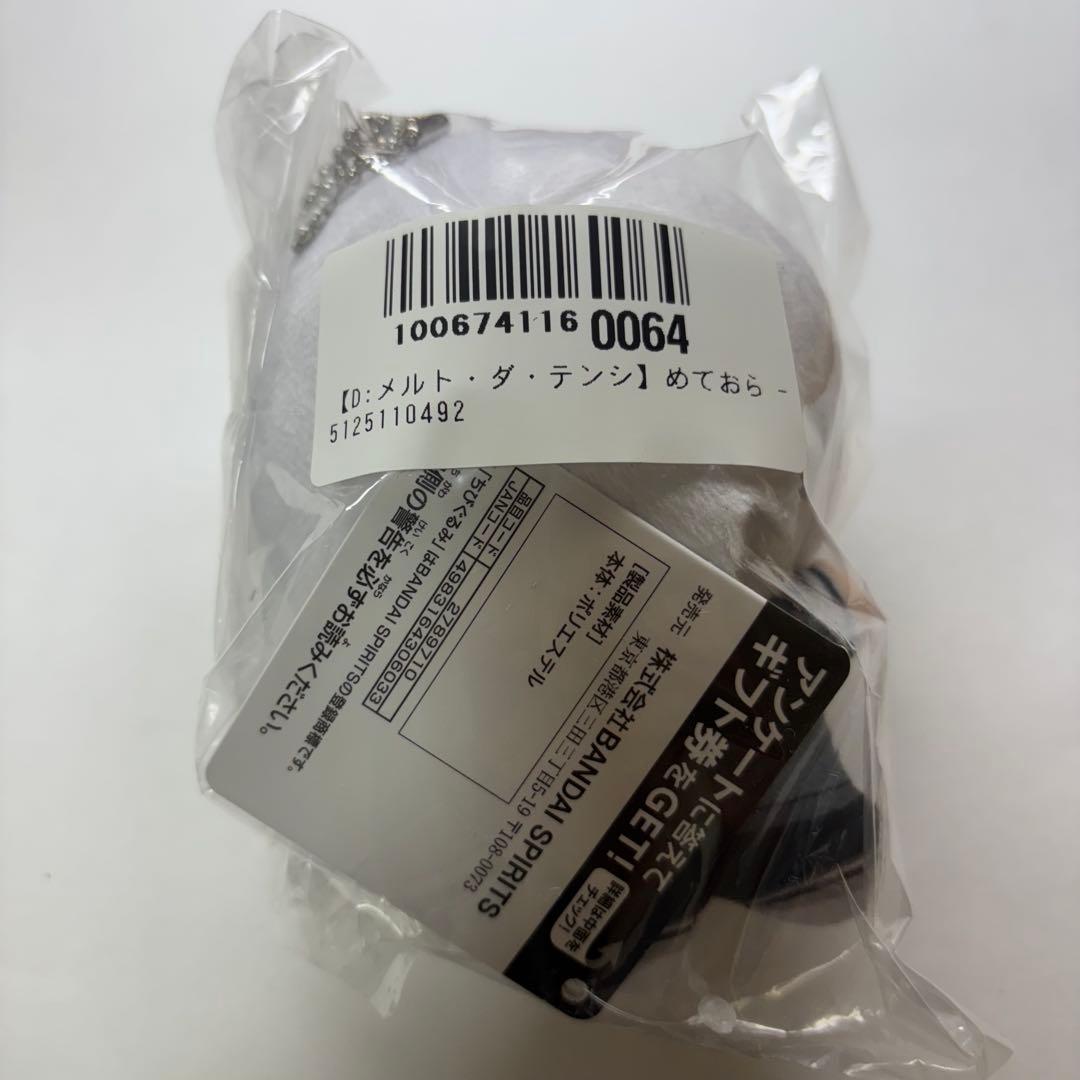 100674116 0064
【D:メルト・ダ・テンシ】めておら -
5125110492
側の警告を必ずお読みください。
「ちびぐるみ」はBANDAI SPIRITSの登録商標です。
品目コード 2789710
JANコード 4983164306033
［製品素材］
本体：ポリエステル
発売元 株式会社BANDAI SPIRITS
東京都港区三田三丁目5-19 〒108-0073
アンケートに答えて
ギフト券をGET!
詳細は中面を
チェック!